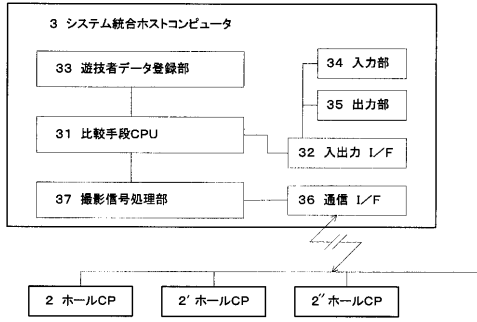 3 システム統合ホストコンピュータ
33 遊技者データ登録部
34 入力部
35 出力部
31 比較手段CPU
32 入出力 I/F
37 撮影信号処理部
36 通信 I/F
2 ホールCP
2' ホールCP
2'' ホールCP